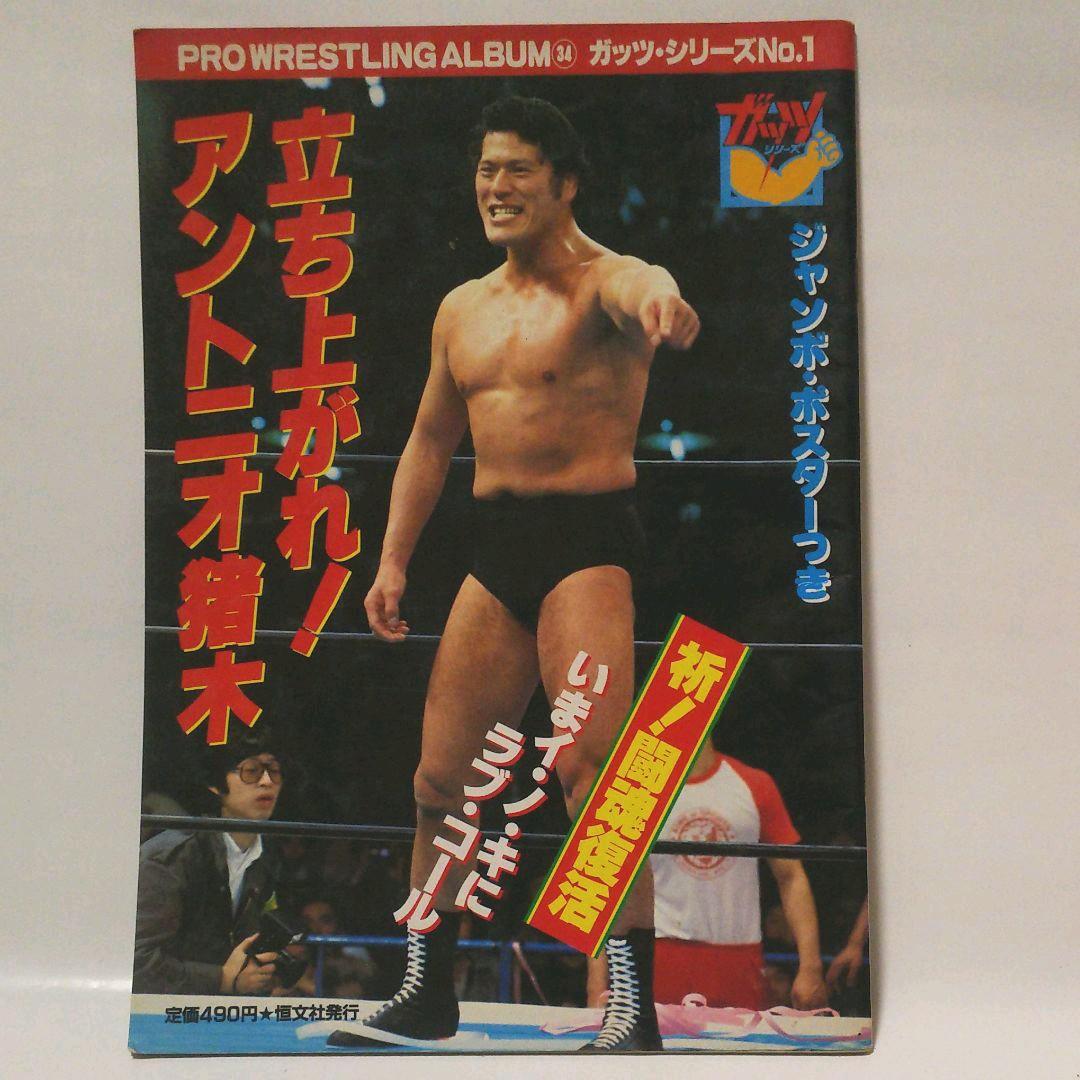 PRO WRESTLING ALBUM㉞ ガッツ・シリーズNo.1
ガッツ
シリーズ
立ち上がれ!
アントニオ猪木
ジャンボ・ポスターつき
祈!闘魂復活
いまイ・ノ・キに
ラブ・コール
定価490円★恒文社発行